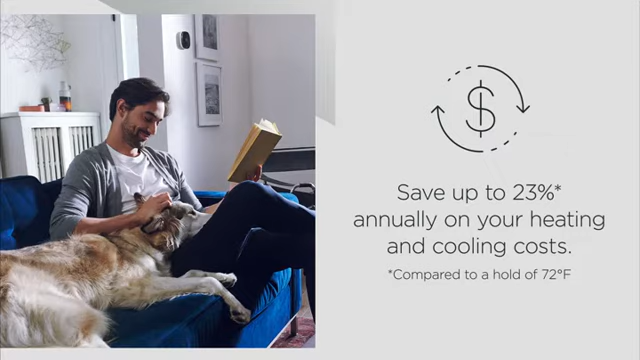 Save up to 23%*
annually on your heating
and cooling costs.
*Compared to a hold of 72°F